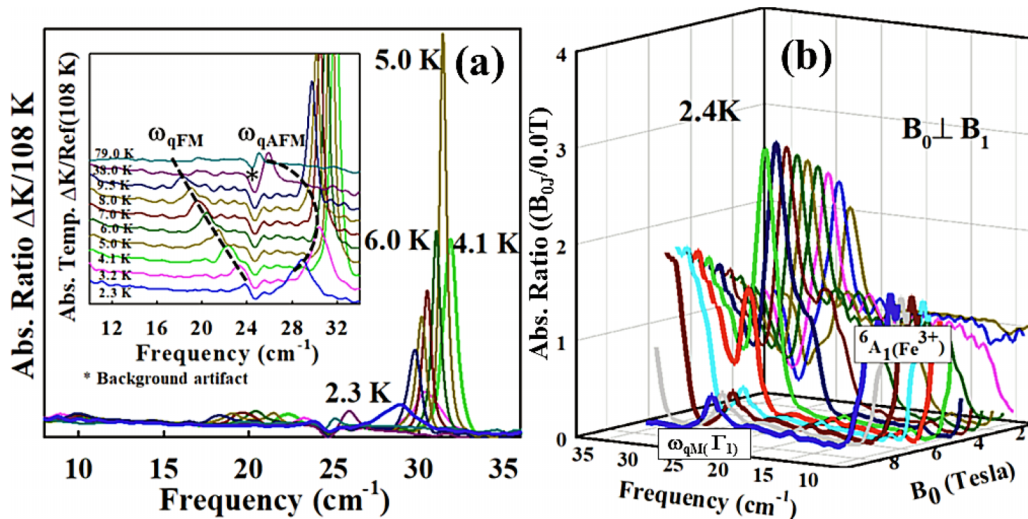 (a)
5.0 K
6.0 K
4.1 K
2.3 K
Abs. Ratio ΔK/108 K
10 15 20 25 30 35
Frequency (cm⁻¹)
Abs. Temp. ΔK/Ref(108 K)
ω_qFM ω_qAFM
79.0 K
38.0 K
*
9.5 K
8.0 K
7.0 K
6.0 K
5.0 K
4.1 K
3.2 K
2.3 K
12 16 20 24 28 32
Frequency (cm⁻¹)
* Background artifact
(b)
2.4K
B₀⊥ B₁
Abs. Ratio ((B₀.J/0.0T)
4
3
2
1
0
⁶A₁(Fe³⁺)
ω_qM(Γ₁)
35 30 25 20 15 10
Frequency (cm⁻¹)
8 6 4 2
B₀ (Tesla)